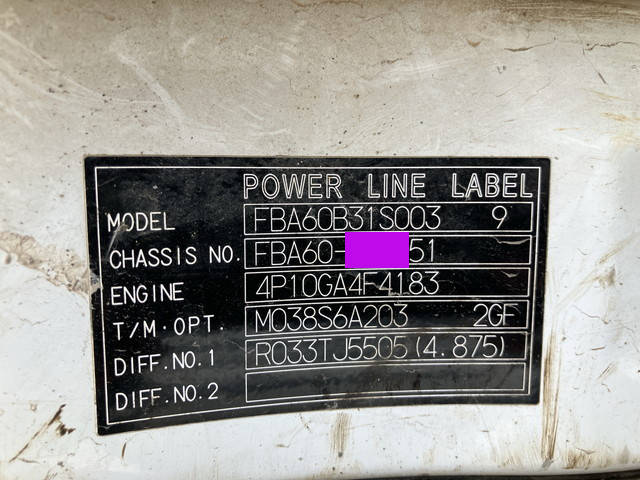 POWER LINE LABEL
MODEL FBA60B31S003 9
CHASSIS NO. FBA60- 51
ENGINE 4P10GA4F4183
T/M·OPT. M038S6A203 2GF
DIFF.NO.1 R033TJ5505(4.875)
DIFF.NO.2